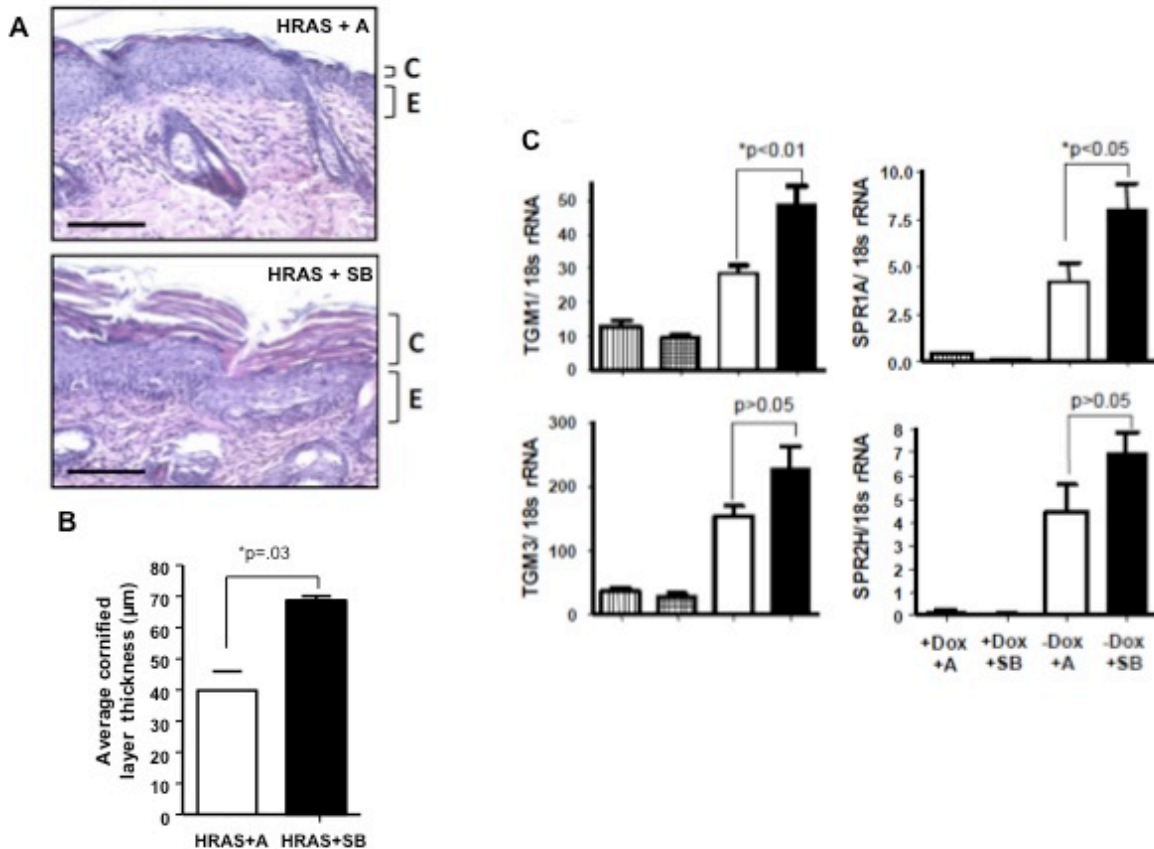 A
HRAS + A
C
E
HRAS + SB
C
E
B
*p=.03
Average cornified
layer thickness (µm)
80
70
60
50
40
30
20
10
0
HRAS+A HRAS+SB
C
*p<0.01
TGM1/ 18s rRNA
50
40
30
20
10
0
*p<0.05
SPR1A/ 18s rRNA
10.0
7.5
5.0
2.5
0.0
p>0.05
TGM3/ 18s rRNA
300
200
100
0
p>0.05
SPR2H/18s rRNA
8
7
6
5
4
3
2
1
0
+Dox +Dox -Dox -Dox
+A +SB +A +SB